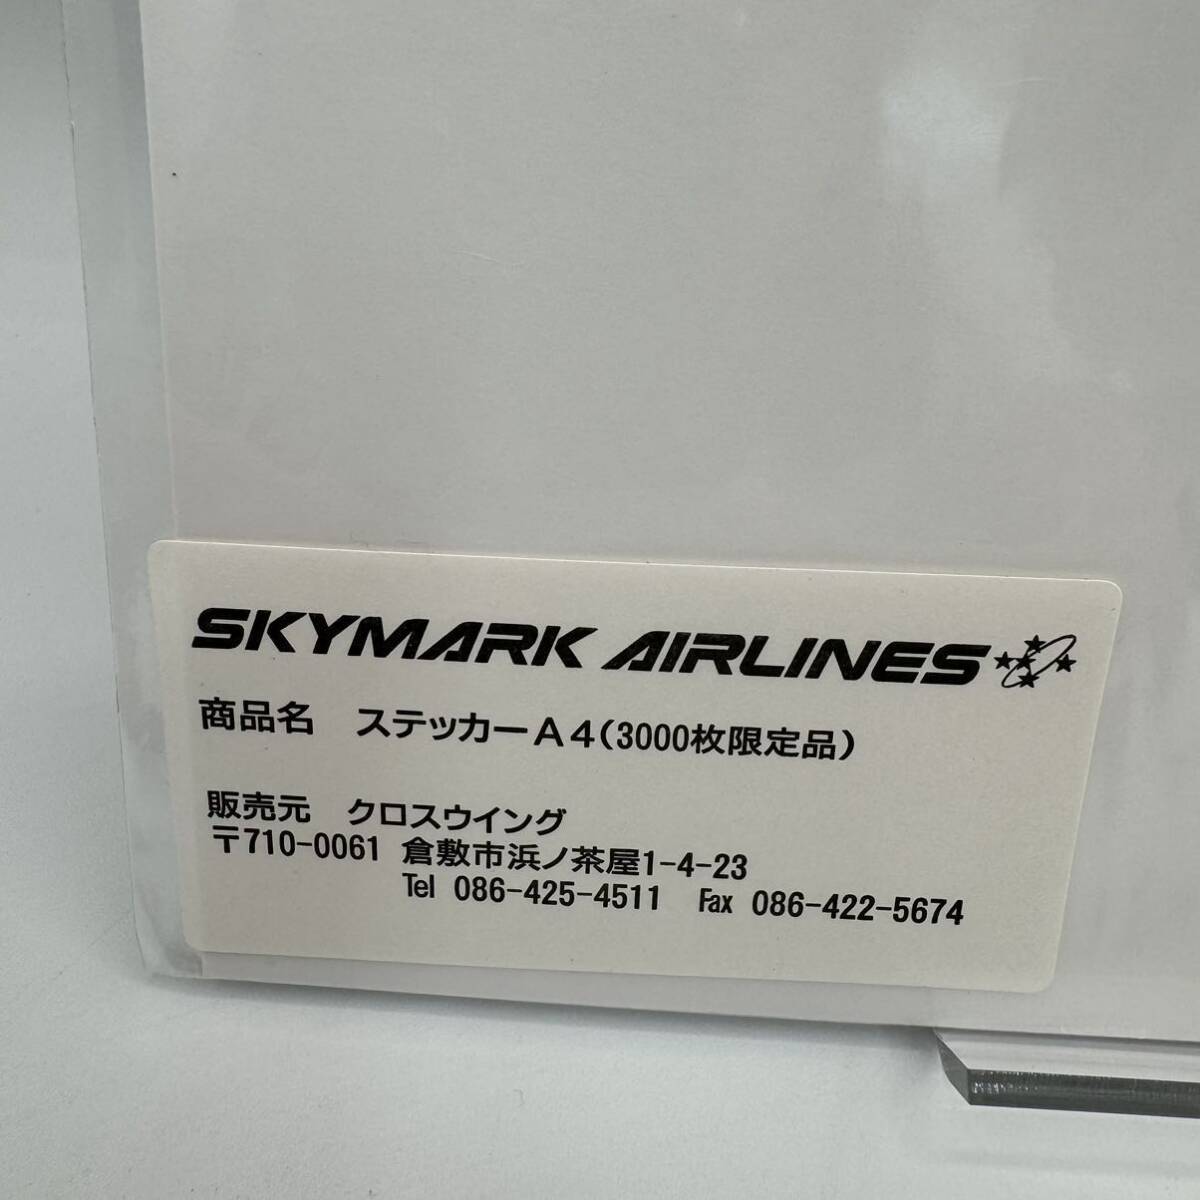 SKYMARK AIRLINES
商品名　ステッカーA4(3000枚限定品)
販売元　クロスウイング
〒710-0061 倉敷市浜ノ茶屋1-4-23
Tel 086-425-4511　Fax 086-422-5674